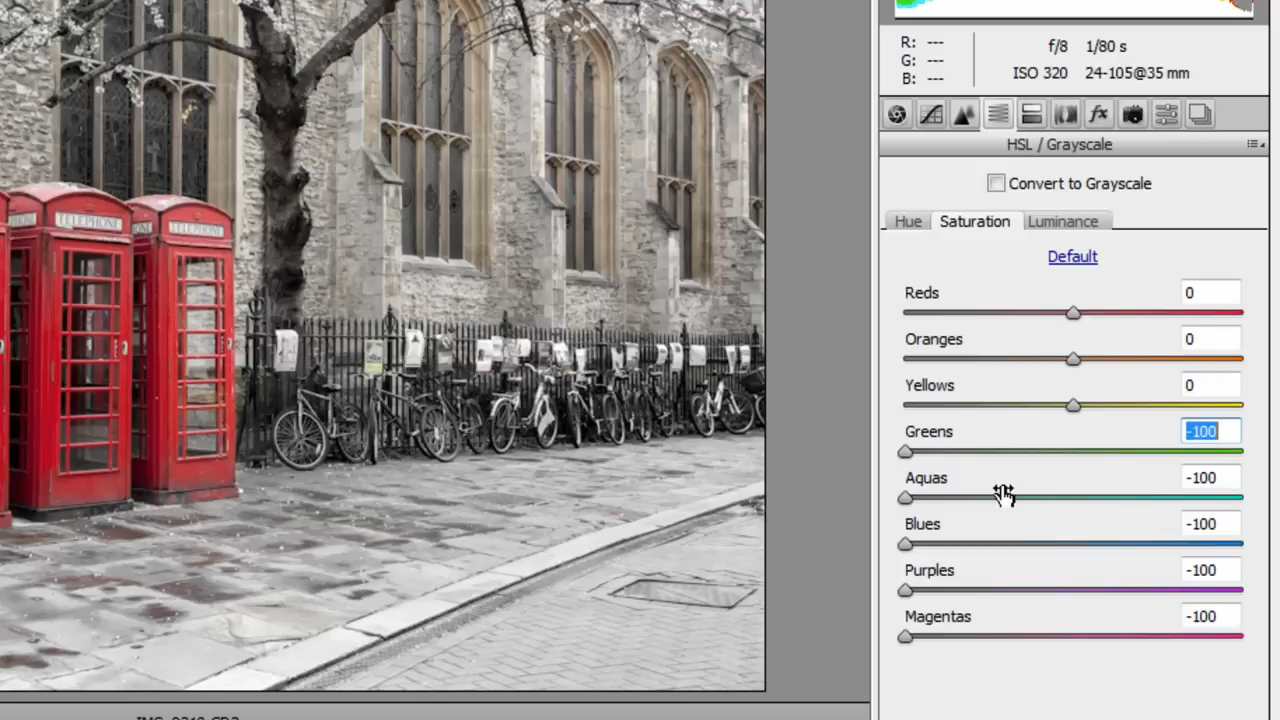 R: ---
G: ---
B: ---
f/8 1/80 s
ISO 320 24-105@35 mm
fx
HSL / Grayscale
Convert to Grayscale
Hue Saturation Luminance
Default
Reds 0
Oranges 0
Yellows 0
Greens -100
Aquas -100
Blues -100
Purples -100
Magentas -100
TELEPHONE
TELEPHONE